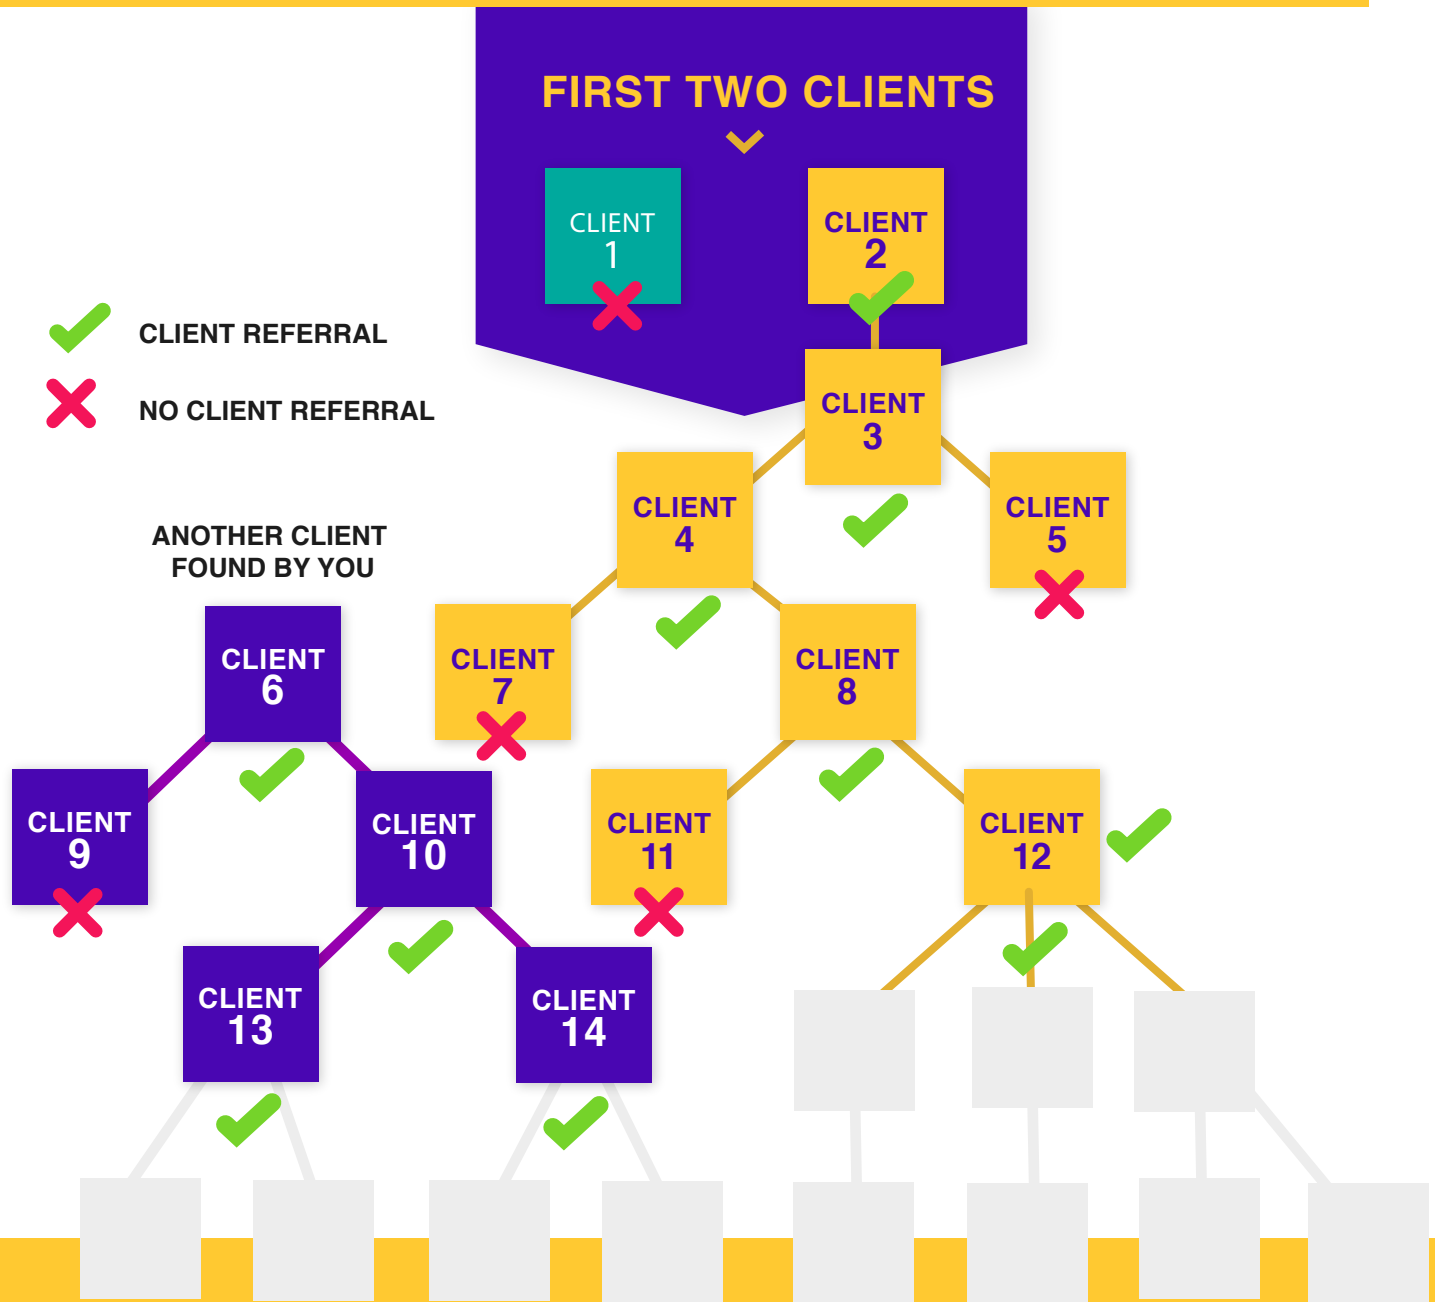 FIRST TWO CLIENTS
CLIENT
1
CLIENT
2
CLIENT REFERRAL
NO CLIENT REFERRAL
CLIENT
3
CLIENT
4
CLIENT
5
ANOTHER CLIENT
FOUND BY YOU
CLIENT
6
CLIENT
7
CLIENT
8
CLIENT
9
CLIENT
10
CLIENT
11
CLIENT
12
CLIENT
13
CLIENT
14